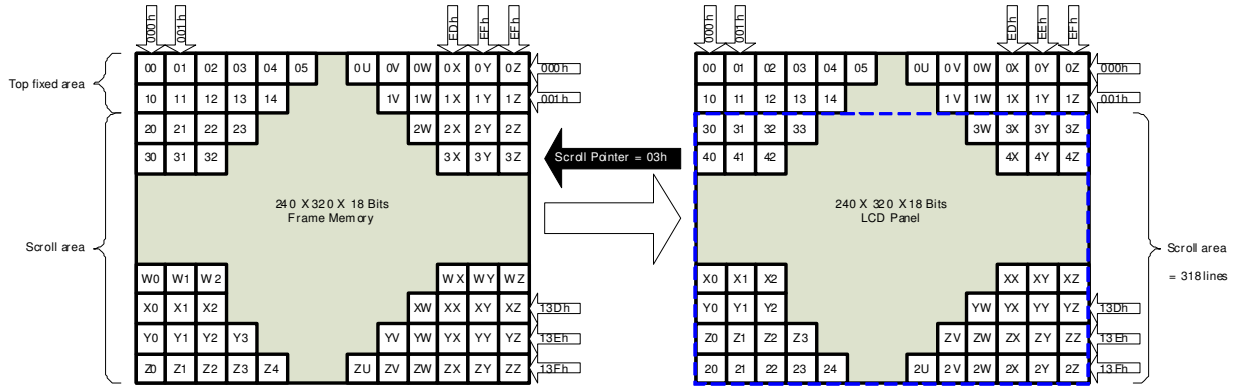 000h 001h EDh EFh EFh
000h 001h EDh EEh EFh
Top fixed area
00 01 02 03 04 05 0U 0V 0W 0X 0Y 0Z 000h
10 11 12 13 14 1V 1W 1X 1Y 1Z 001h
Scroll area
20 21 22 23 2W 2X 2Y 2Z
30 31 32 3X 3Y 3Z
240 X 320 X 18 Bits
Frame Memory
W0 W1 W2 WX WY WZ
X0 X1 X2 XW XX XY XZ 13Dh
Y0 Y1 Y2 Y3 YV YW YX YY YZ 13Eh
Z0 Z1 Z2 Z3 Z4 ZU ZV ZW ZX ZY ZZ 13Fh
Scroll Pointer = 03h
00 01 02 03 04 05 0U 0V 0W 0X 0Y 0Z 000h
10 11 12 13 14 1V 1W 1X 1Y 1Z 001h
30 31 32 33 3W 3X 3Y 3Z
40 41 42 4X 4Y 4Z
240 X 320 X 18 Bits
LCD Panel
X0 X1 X2 XX XY XZ
Y0 Y1 Y2 YW YX YY YZ 13Dh
Z0 Z1 Z2 Z3 ZV ZW ZX ZY ZZ 13Eh
20 21 22 23 24 2U 2V 2W 2X 2Y 2Z 13Fh
Scroll area
= 318 lines